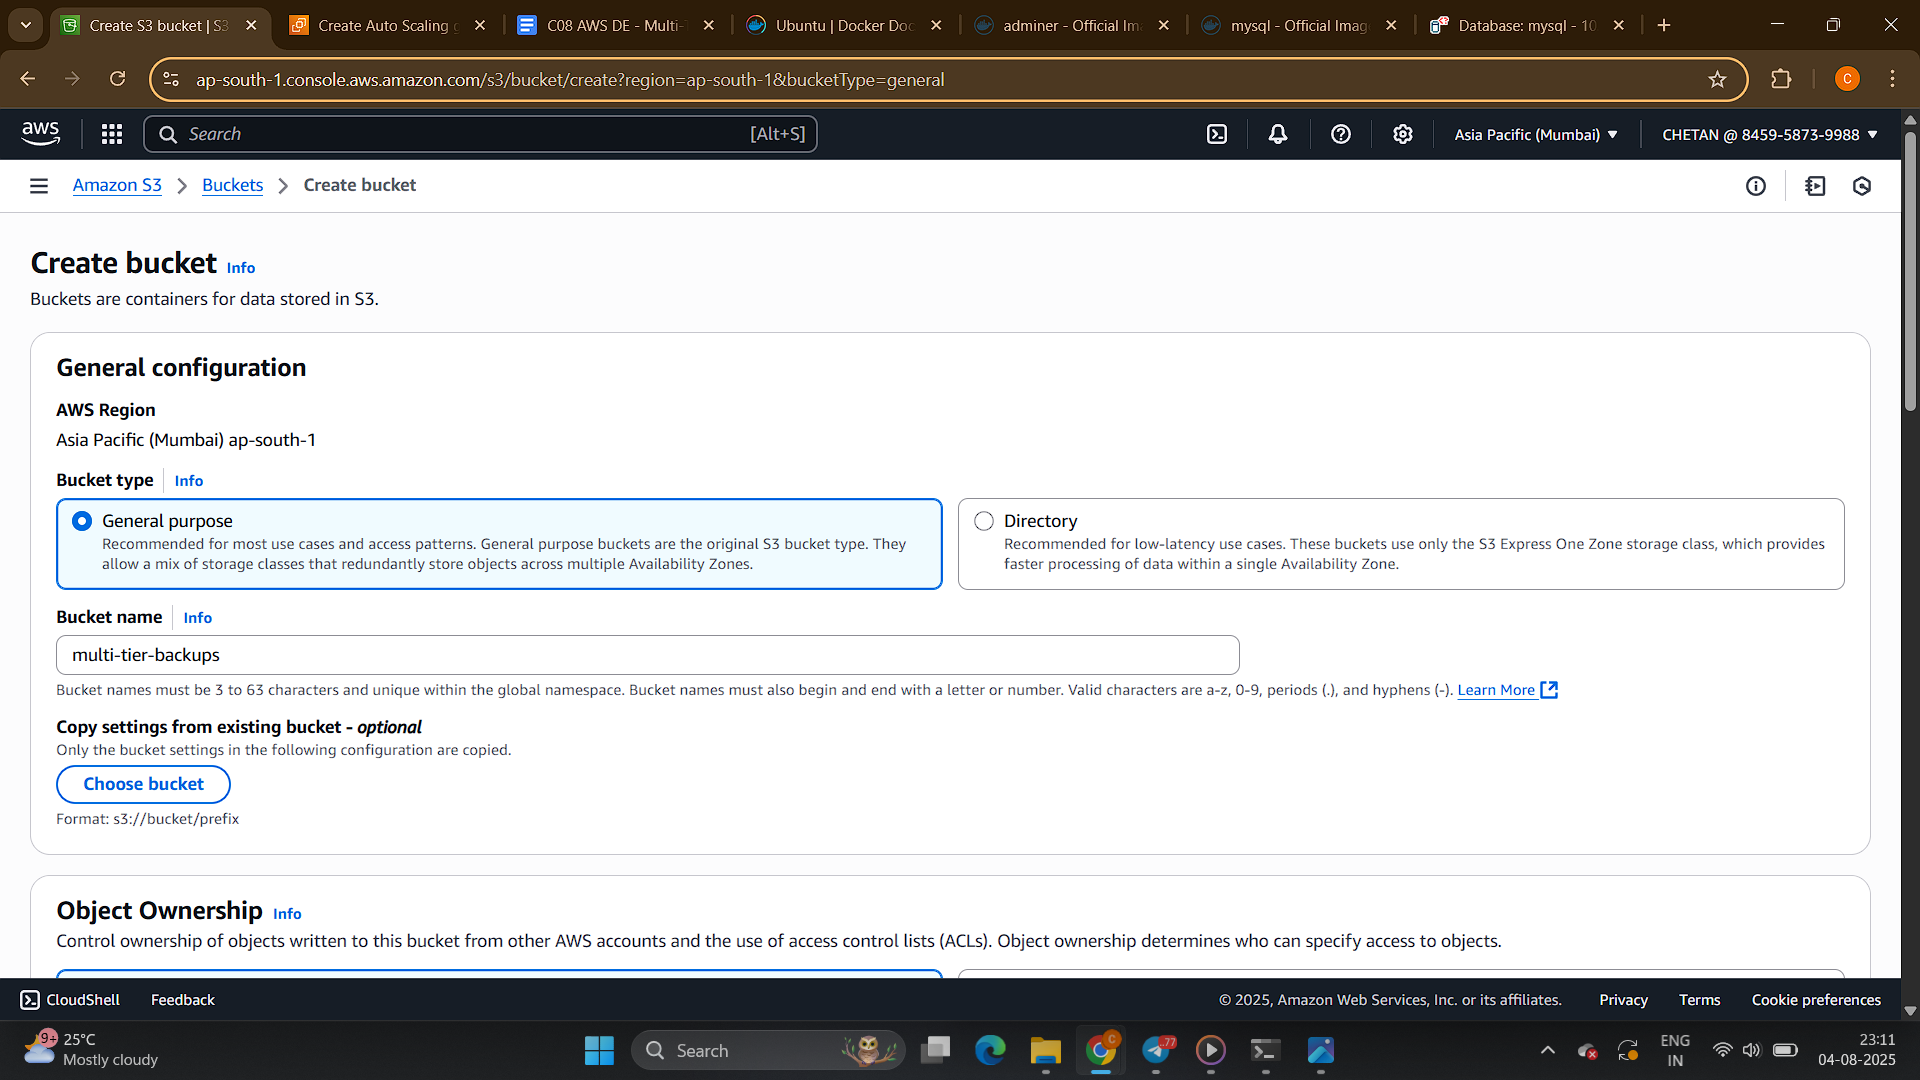 Create S3 bucket | S3
Create Auto Scaling g
C08 AWS DE - Multi-
Ubuntu | Docker Doc
adminer - Official Im
mysql - Official Imag
Database: mysql - 10
ap-south-1.console.aws.amazon.com/s3/bucket/create?region=ap-south-1&bucketType=general
C
aws
Search [Alt+S]
Asia Pacific (Mumbai)
CHETAN @ 8459-5873-9988
Amazon S3 > Buckets > Create bucket
Create bucket Info
Buckets are containers for data stored in S3.
General configuration
AWS Region
Asia Pacific (Mumbai) ap-south-1
Bucket type Info
General purpose
Recommended for most use cases and access patterns. General purpose buckets are the original S3 bucket type. They
allow a mix of storage classes that redundantly store objects across multiple Availability Zones.
Directory
Recommended for low-latency use cases. These buckets use only the S3 Express One Zone storage class, which provides
faster processing of data within a single Availability Zone.
Bucket name Info
multi-tier-backups
Bucket names must be 3 to 63 characters and unique within the global namespace. Bucket names must also begin and end with a letter or number. Valid characters are a-z, 0-9, periods (.), and hyphens (-). Learn More
Copy settings from existing bucket - optional
Only the bucket settings in the following configuration are copied.
Choose bucket
Format: s3://bucket/prefix
Object Ownership Info
Control ownership of objects written to this bucket from other AWS accounts and the use of access control lists (ACLs). Object ownership determines who can specify access to objects.
CloudShell Feedback © 2025, Amazon Web Services, Inc. or its affiliates. Privacy Terms Cookie preferences
9+
25°C
Mostly cloudy
Search
C
77
ENG
IN
23:11
04-08-2025